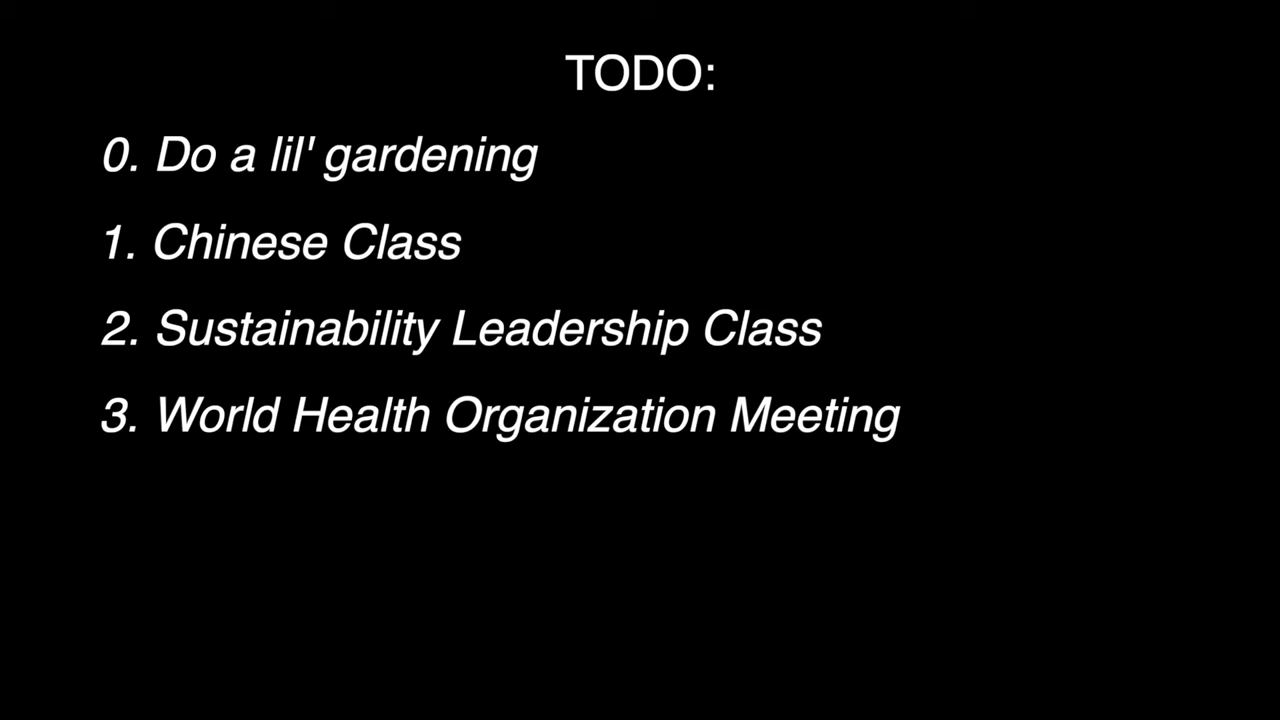 TODO:
0. Do a lil' gardening
1. Chinese Class
2. Sustainability Leadership Class
3. World Health Organization Meeting